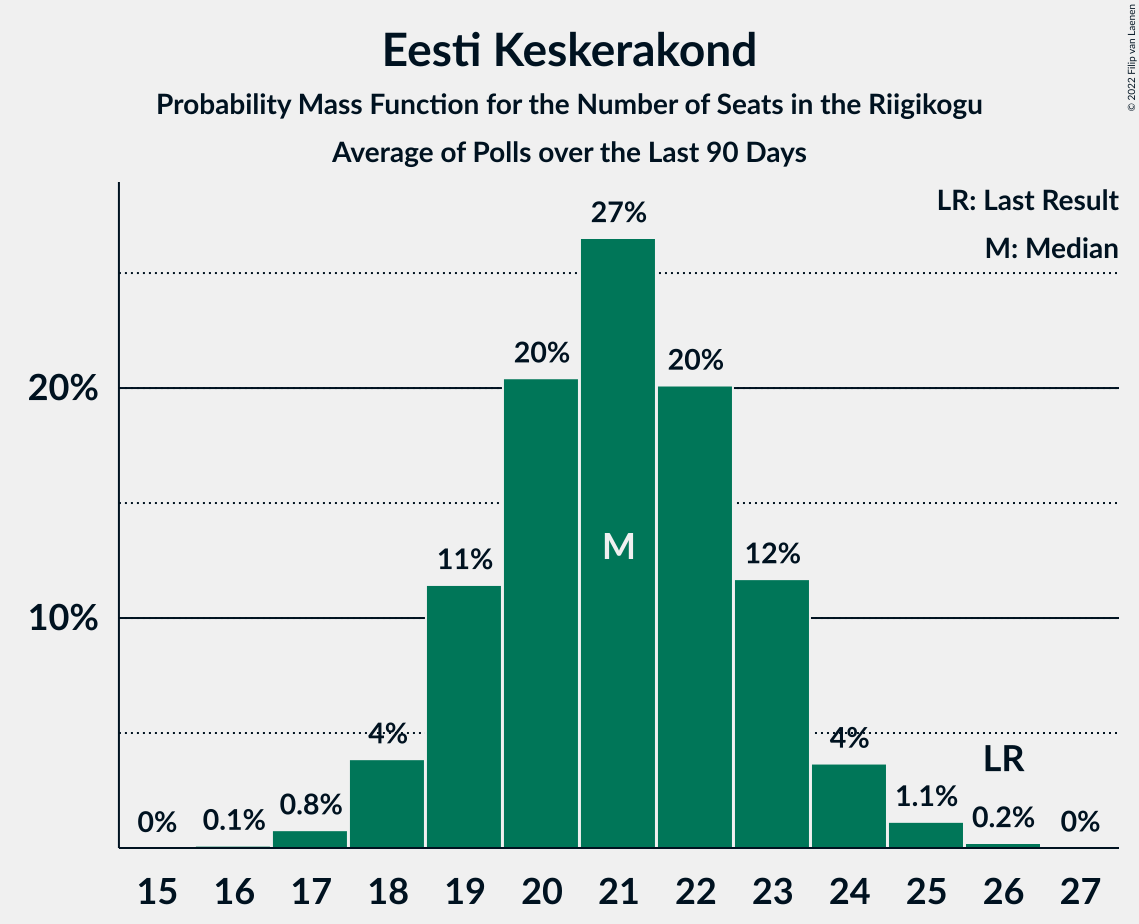 Eesti Keskerakond
Probability Mass Function for the Number of Seats in the Riigikogu
Average of Polls over the Last 90 Days
© 2022 Filip van Laenen
LR: Last Result
M: Median
27%
20%
20%
20%
M
11%
12%
10%
4%
4%
LR
0%
0.1%
0.8%
1.1%
0.2%
0%
15 16 17 18 19 20 21 22 23 24 25 26 27